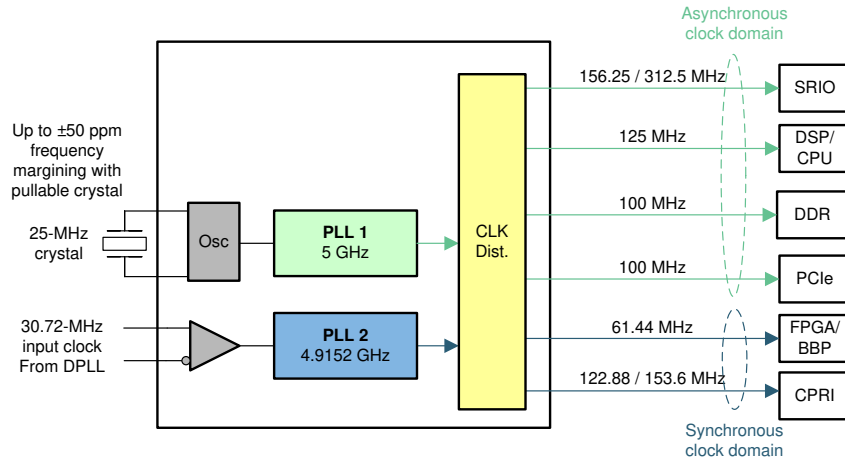 Asynchronous
clock domain
156.25 / 312.5 MHz
SRIO
Up to ±50 ppm
frequency
margining with
pullable crystal
125 MHz
DSP/
CPU
25-MHz
crystal
Osc
PLL 1
5 GHz
CLK
Dist.
100 MHz
DDR
100 MHz
PCIe
30.72-MHz
input clock
From DPLL
PLL 2
4.9152 GHz
61.44 MHz
FPGA/
BBP
122.88 / 153.6 MHz
CPRI
Synchronous
clock domain